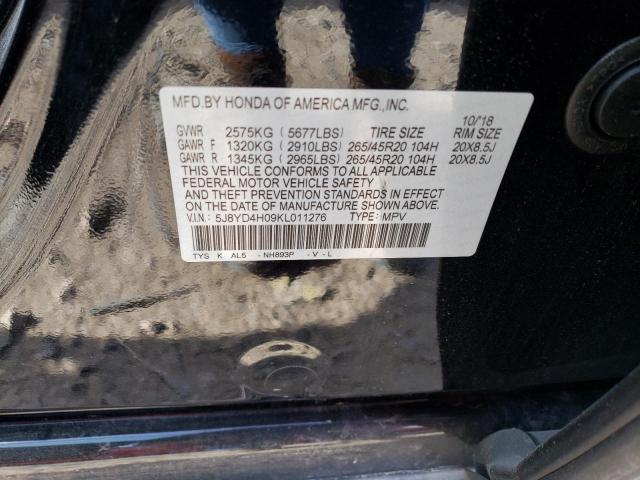 MFD.BY HONDA OF AMERICA MFG.,INC.
10/'18
GVWR 2575KG ( 5677LBS) TIRE SIZE RIM SIZE
GAWR F 1320KG ( 2910LBS) 265/45R20 104H 20X8.5J
GAWR R 1345KG ( 2965LBS) 265/45R20 104H 20X8.5J
THIS VEHICLE CONFORMS TO ALL APPLICABLE
FEDERAL MOTOR VEHICLE SAFETY
AND THEFT PREVENTION STANDARDS IN EFFECT
ON THE DATE OF MANUFACTURE SHOWN ABOVE.
V.I.N.: 5J8YD4H09KL011276 TYPE: MPV
TYS K AL5 - NH893P - V - L